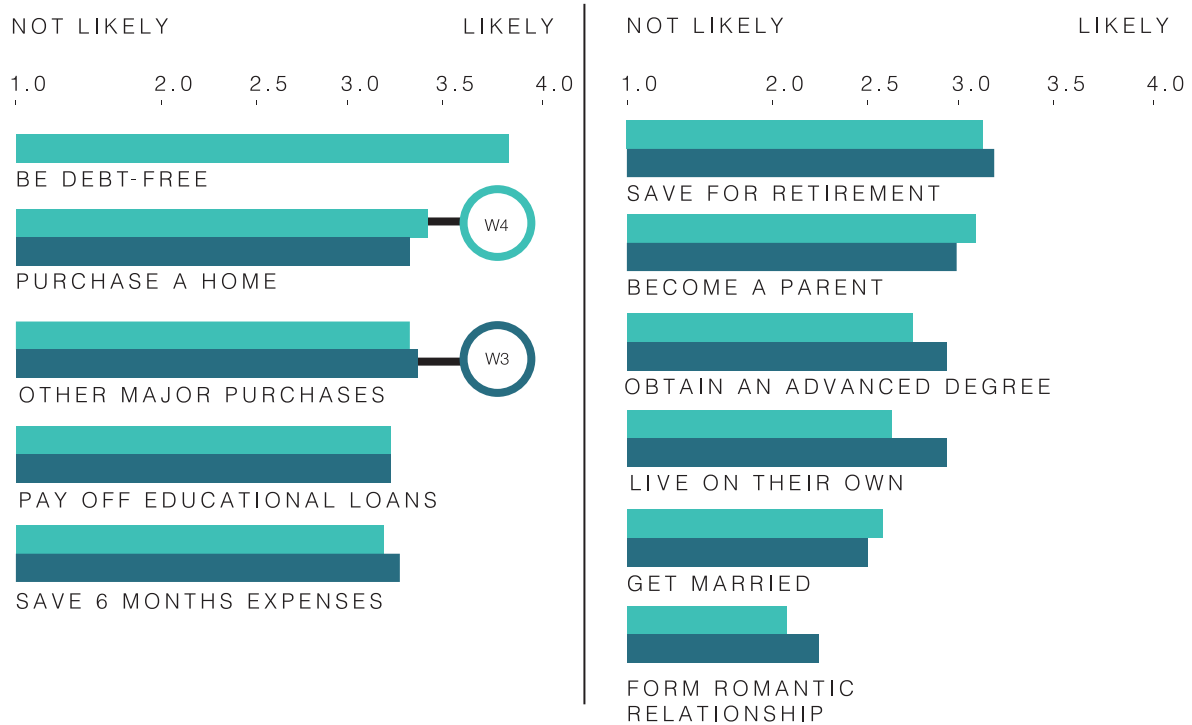 NOT LIKELY LIKELY
1.0 2.0 2.5 3.0 3.5 4.0
BE DEBT-FREE
W4
PURCHASE A HOME
W3
OTHER MAJOR PURCHASES
PAY OFF EDUCATIONAL LOANS
SAVE 6 MONTHS EXPENSES
NOT LIKELY LIKELY
1.0 2.0 2.5 3.0 3.5 4.0
SAVE FOR RETIREMENT
BECOME A PARENT
OBTAIN AN ADVANCED DEGREE
LIVE ON THEIR OWN
GET MARRIED
FORM ROMANTIC
RELATIONSHIP